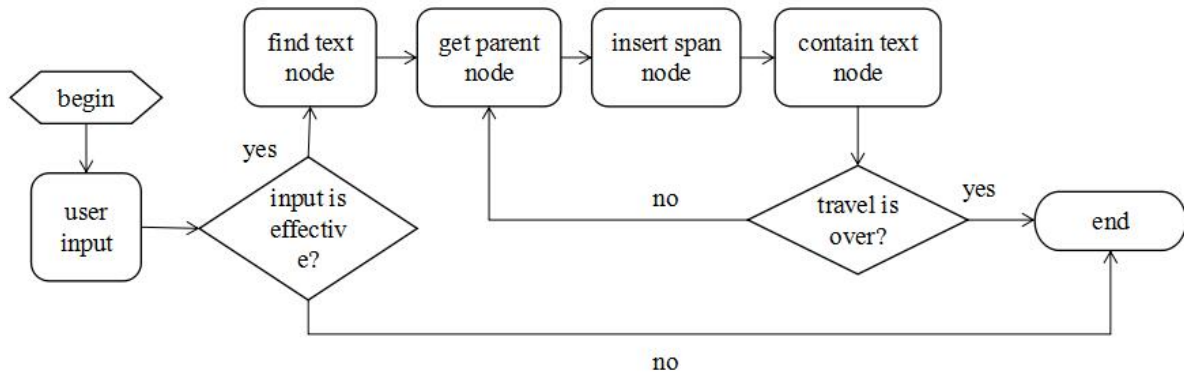 begin
user
input
yes
input is
effectiv
e?
find text
node
get parent
node
insert span
node
contain text
node
no
travel is
over?
yes
end
no